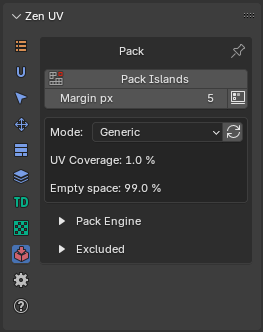 Zen UV
Pack
Pack Islands
Margin px 5
Mode: Generic
UV Coverage: 1.0 %
Empty space: 99.0 %
Pack Engine
TD
Excluded